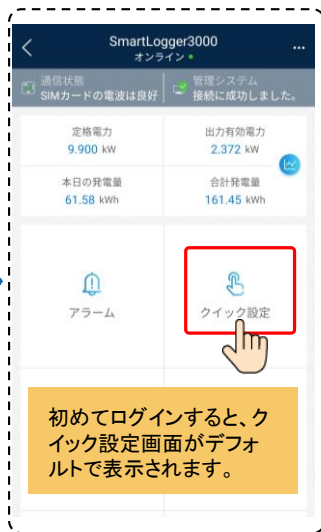 SmartLogger3000
オンライン
...
通信状態
SIMカードの電波は良好
管理システム
接続に成功しました。
定格電力
9.900 kW
出力有効電力
2.372 kW
本日の発電量
61.58 kWh
合計発電量
161.45 kWh
アラーム
クイック設定
初めてログインすると、ク
イック設定画面がデフォ
ルトで表示されます。